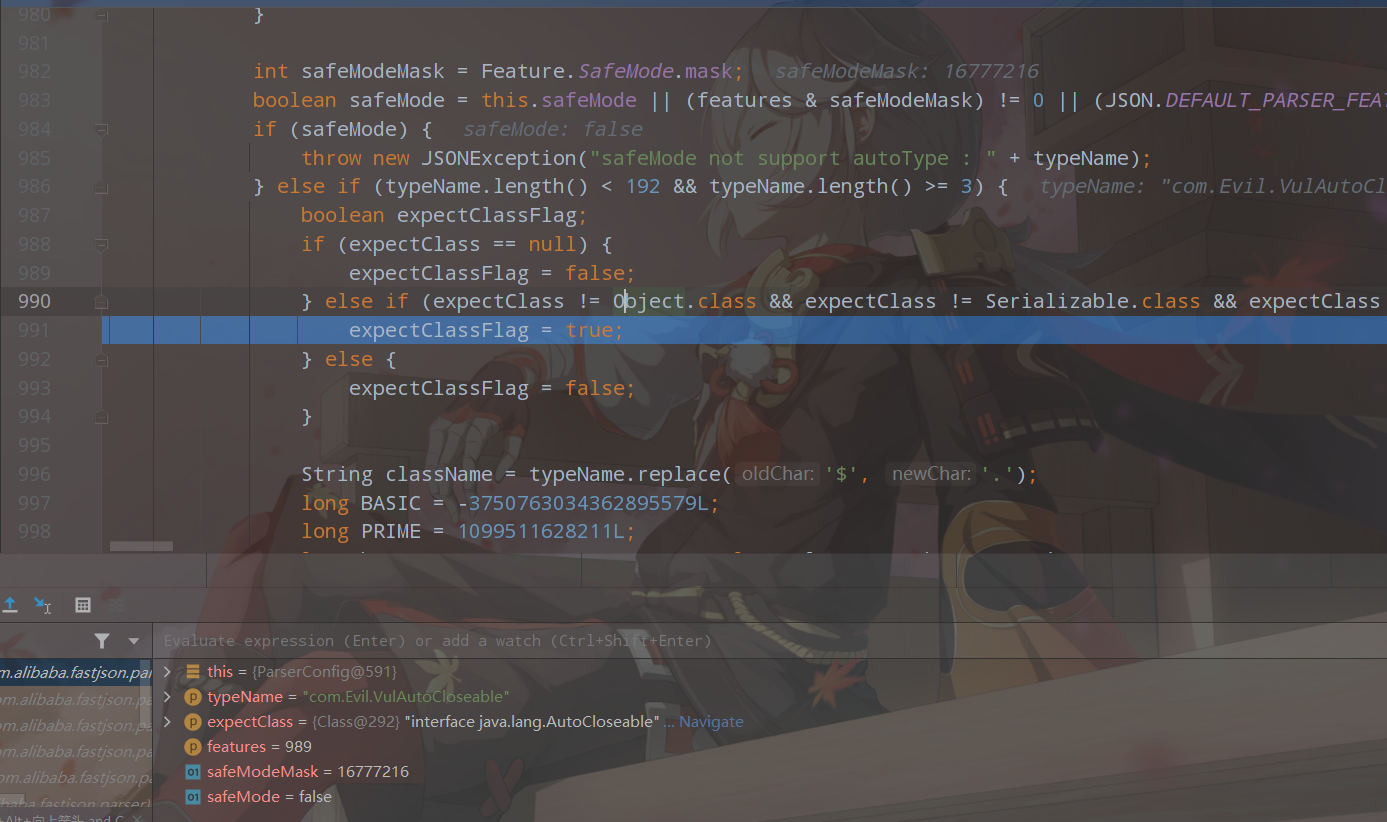 980 }
981
982 int safeModeMask = Feature.SafeMode.mask; safeModeMask: 16777216
983 boolean safeMode = this.safeMode || (features & safeModeMask) != 0 || (JSON.DEFAULT_PARSER_FEAT
984 if (safeMode) { safeMode: false
985 throw new JSONException("safeMode not support autoType : " + typeName);
986 } else if (typeName.length() < 192 && typeName.length() >= 3) { typeName: "com.Evil.VulAutoCl
987 boolean expectClassFlag;
988 if (expectClass == null) {
989 expectClassFlag = false;
990 } else if (expectClass != Object.class && expectClass != Serializable.class && expectClass
991 expectClassFlag = true;
992 } else {
993 expectClassFlag = false;
994 }
995
996 String className = typeName.replace( oldChar: '$', newChar: '.');
997 long BASIC = -3750763034362895579L;
998 long PRIME = 1099511628211L;
Evaluate expression (Enter) or add a watch (Ctrl+Shift+Enter)
m.alibaba.fastjson.par
this = {ParserConfig@591}
om.alibaba.fastjson.par
p typeName = "com.Evil.VulAutoCloseable"
om.alibaba.fastjson.pa
p expectClass = {Class@292} "interface java.lang.AutoCloseable" ... Navigate
om.alibaba.fastjson.pa
p features = 989
om.alibaba.fastjson.pa
01 safeModeMask = 16777216
libaba.fastjson.parser
01 safeMode = false
+Alt+向上箭头 and C